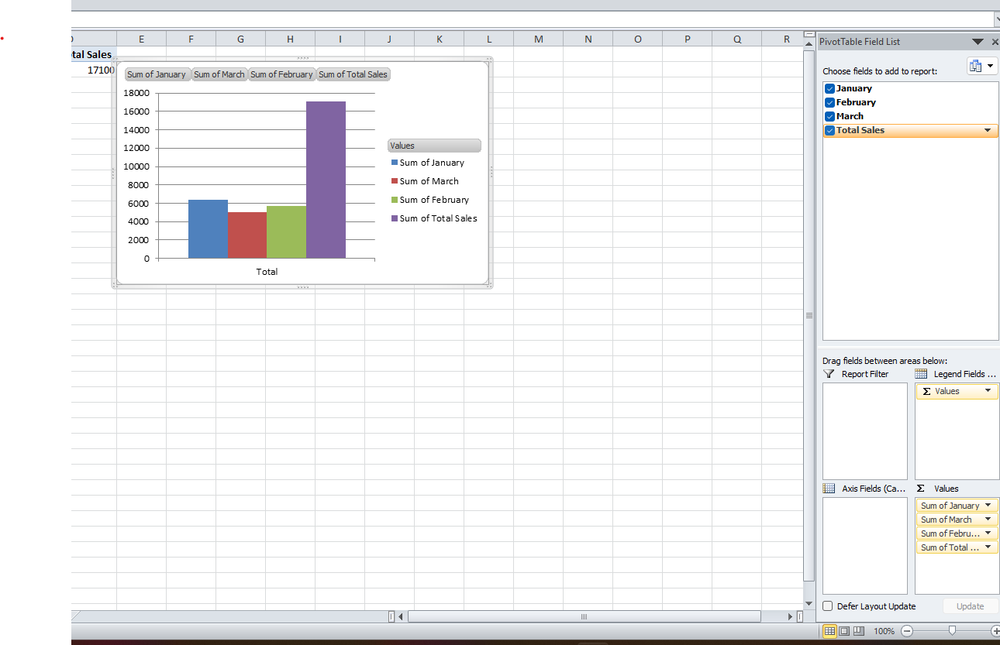 D E F G H I J K L M N O P Q R
tal Sales
17100
Sum of January Sum of March Sum of February Sum of Total Sales
18000
16000
14000
12000
10000
8000
6000
4000
2000
0
Total
Values
Sum of January
Sum of March
Sum of February
Sum of Total Sales
PivotTable Field List
Choose fields to add to report:
January
February
March
Total Sales
Drag fields between areas below:
Report Filter
Legend Fields ...
Σ Values
Axis Fields (Ca...
Σ Values
Sum of January
Sum of March
Sum of Febru...
Sum of Total ...
Defer Layout Update
Update
100%